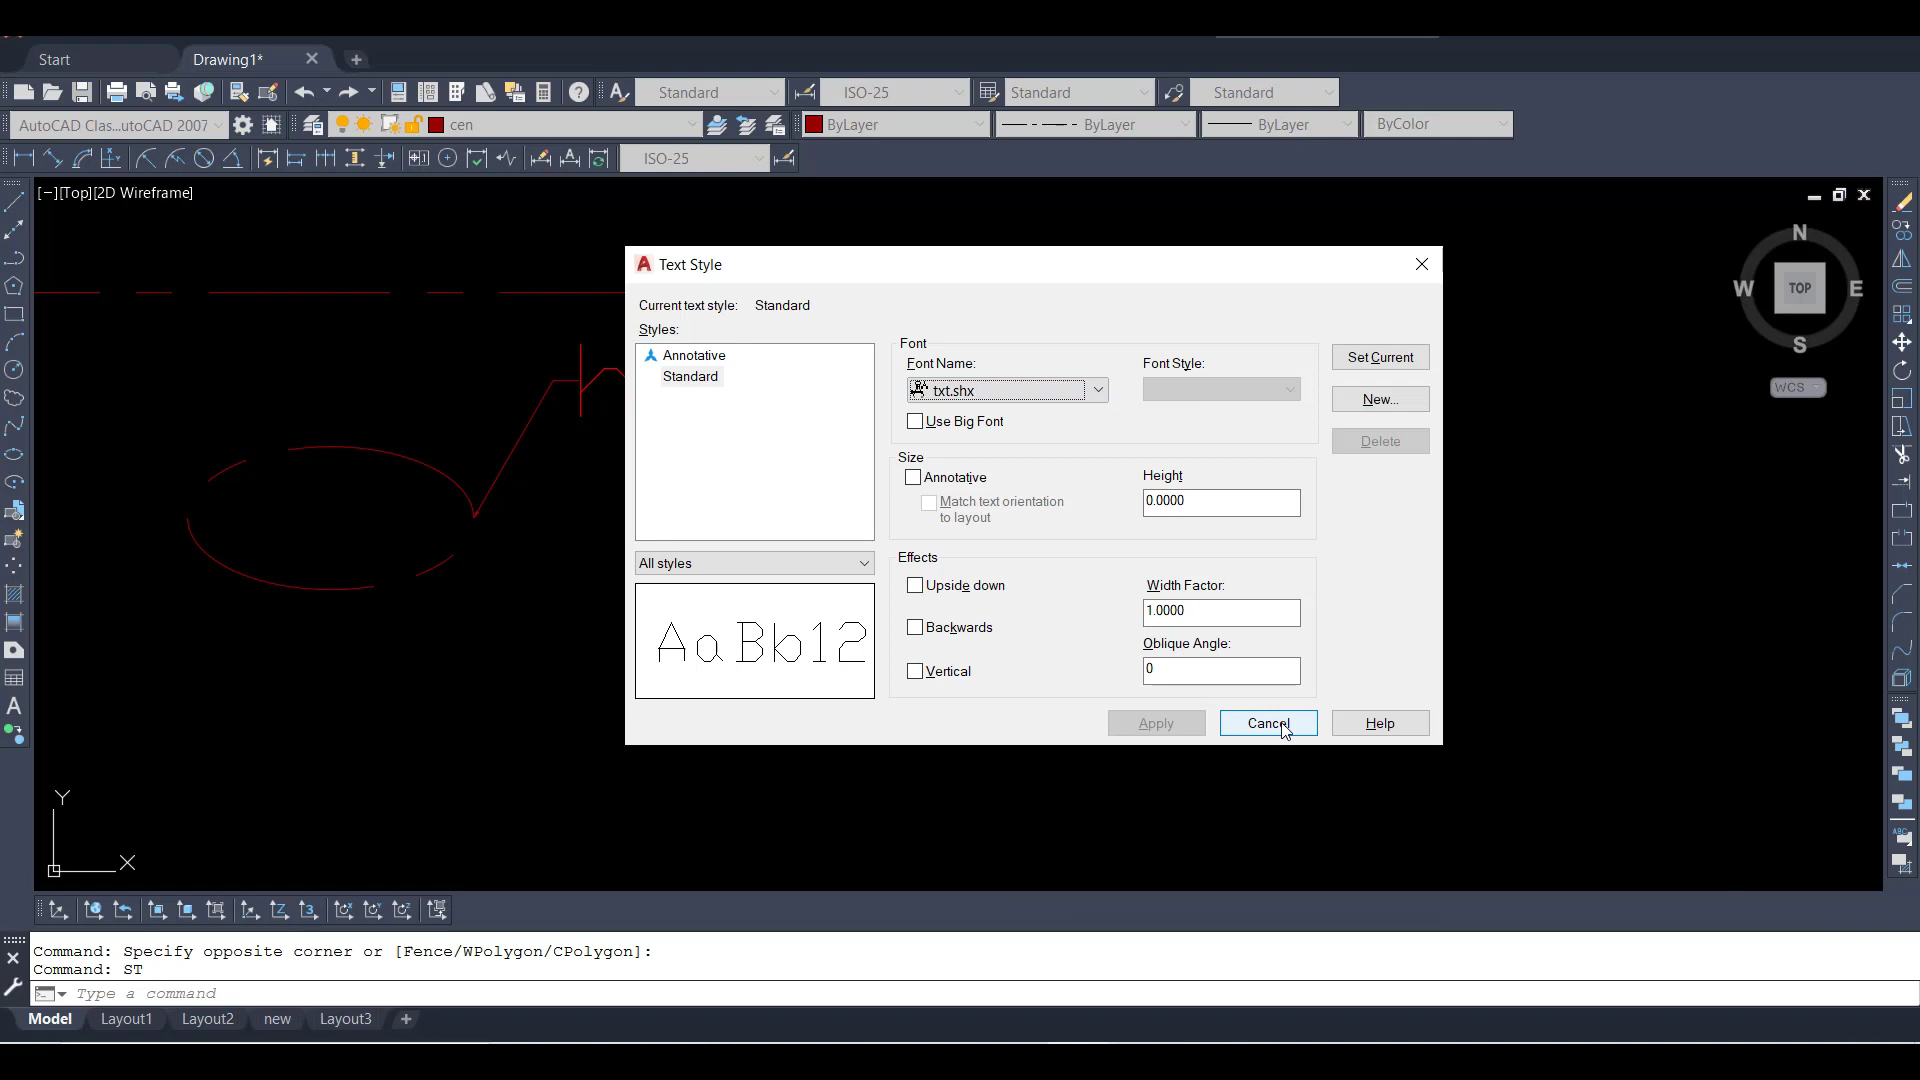 Start
Drawing1*
Standard
ISO-25
Standard
Standard
AutoCAD Clas...utoCAD 2007
cen
ByLayer
ByLayer
ByLayer
ByColor
ISO-25
[−][Top][2D Wireframe]
N
W
TOP
E
S
WCS
A Text Style
Current text style: Standard
Styles:
Annotative
Standard
All styles
AaBb12
Font
Font Name:
Font Style:
txt.shx
Use Big Font
Size
Annotative
Match text orientation
to layout
Height
0.0000
Effects
Upside down
Backwards
Vertical
Width Factor:
1.0000
Oblique Angle:
0
Set Current
New...
Delete
Apply
Cancel
Help
Y
X
Command: Specify opposite corner or [Fence/WPolygon/CPolygon]:
Command: ST
Type a command
Model
Layout1
Layout2
new
Layout3